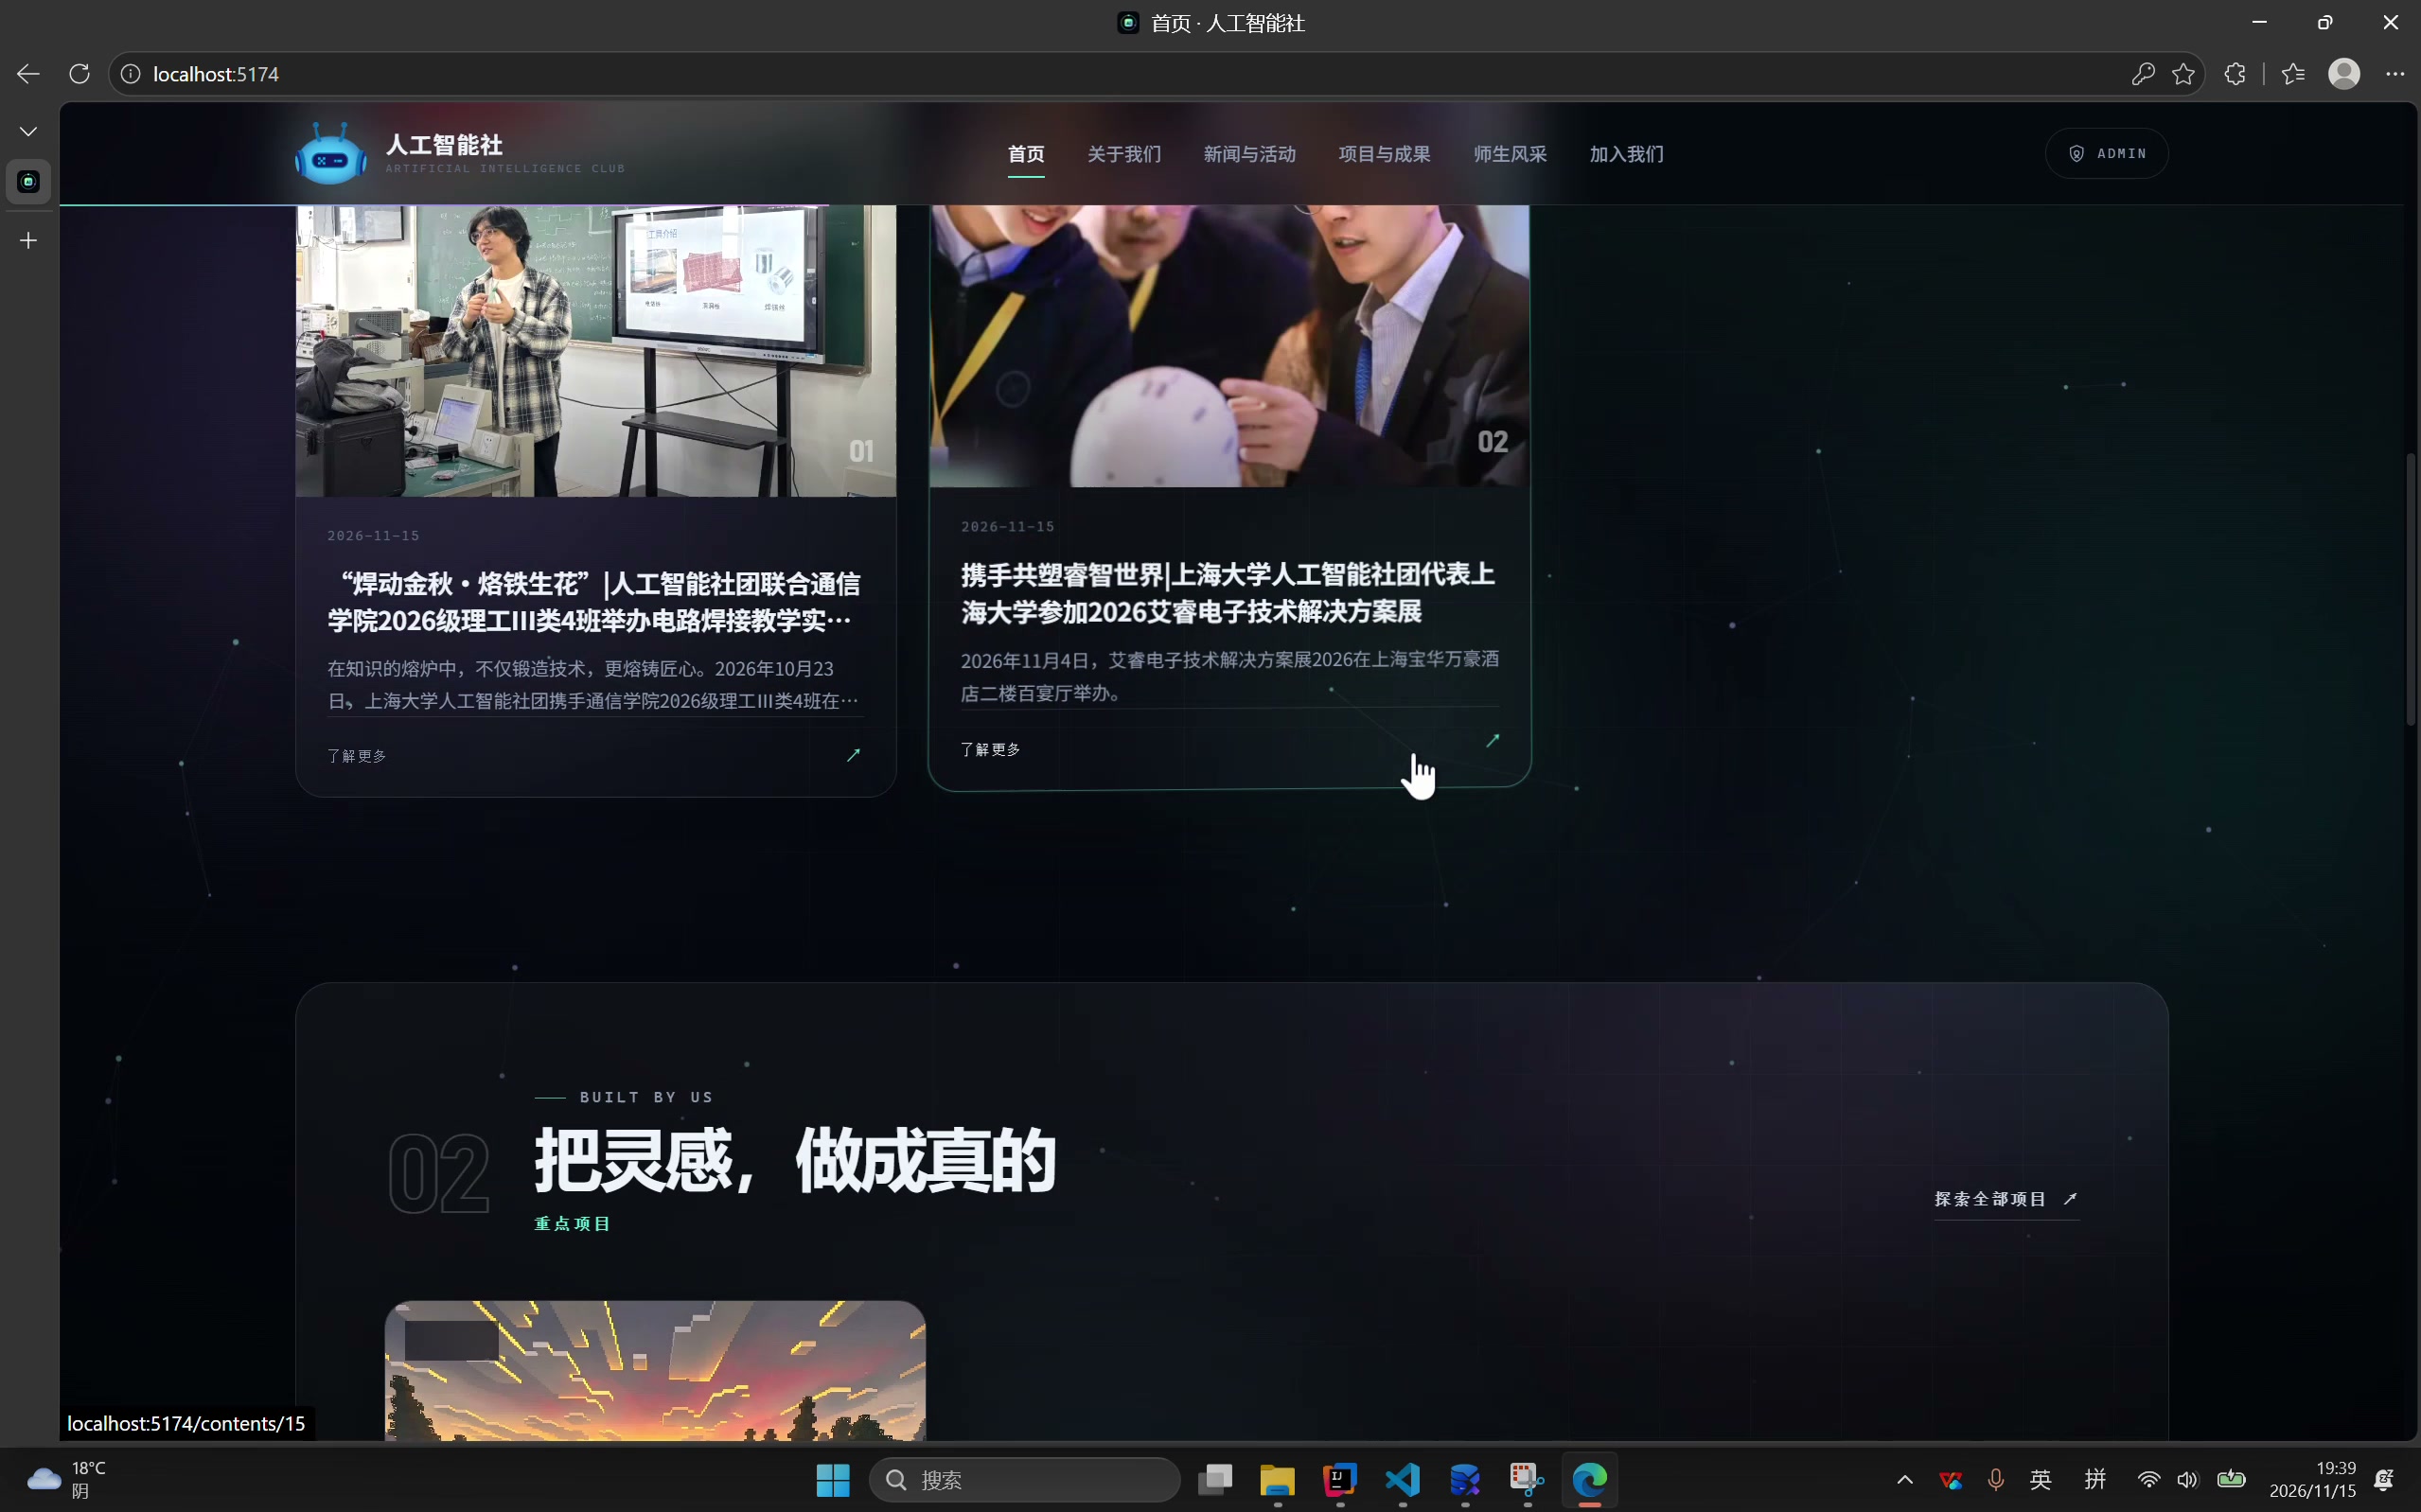 首页 · 人工智能社
localhost:5174
人工智能社
ARTIFICIAL INTELLIGENCE CLUB
首页
关于我们
新闻与活动
项目与成果
师生风采
加入我们
ADMIN
工具介绍
01
02
2026-11-15
“焊动金秋·烙铁生花”|人工智能社团联合通信
学院2026级理工III类4班举办电路焊接教学实…
在知识的熔炉中，不仅锻造技术，更熔铸匠心。2026年10月23
日，上海大学人工智能社团携手通信学院2026级理工III类4班在…
了解更多
2026-11-15
携手共塑睿智世界|上海大学人工智能社团代表上
海大学参加2026艾睿电子技术解决方案展
2026年11月4日，艾睿电子技术解决方案展2026在上海宝华万豪酒
店二楼百宴厅举办。
了解更多
02
BUILT BY US
把灵感，做成真的
重点项目
探索全部项目
localhost:5174/contents/15
18°C
阴
搜索
英
拼
19:39
2026/11/15